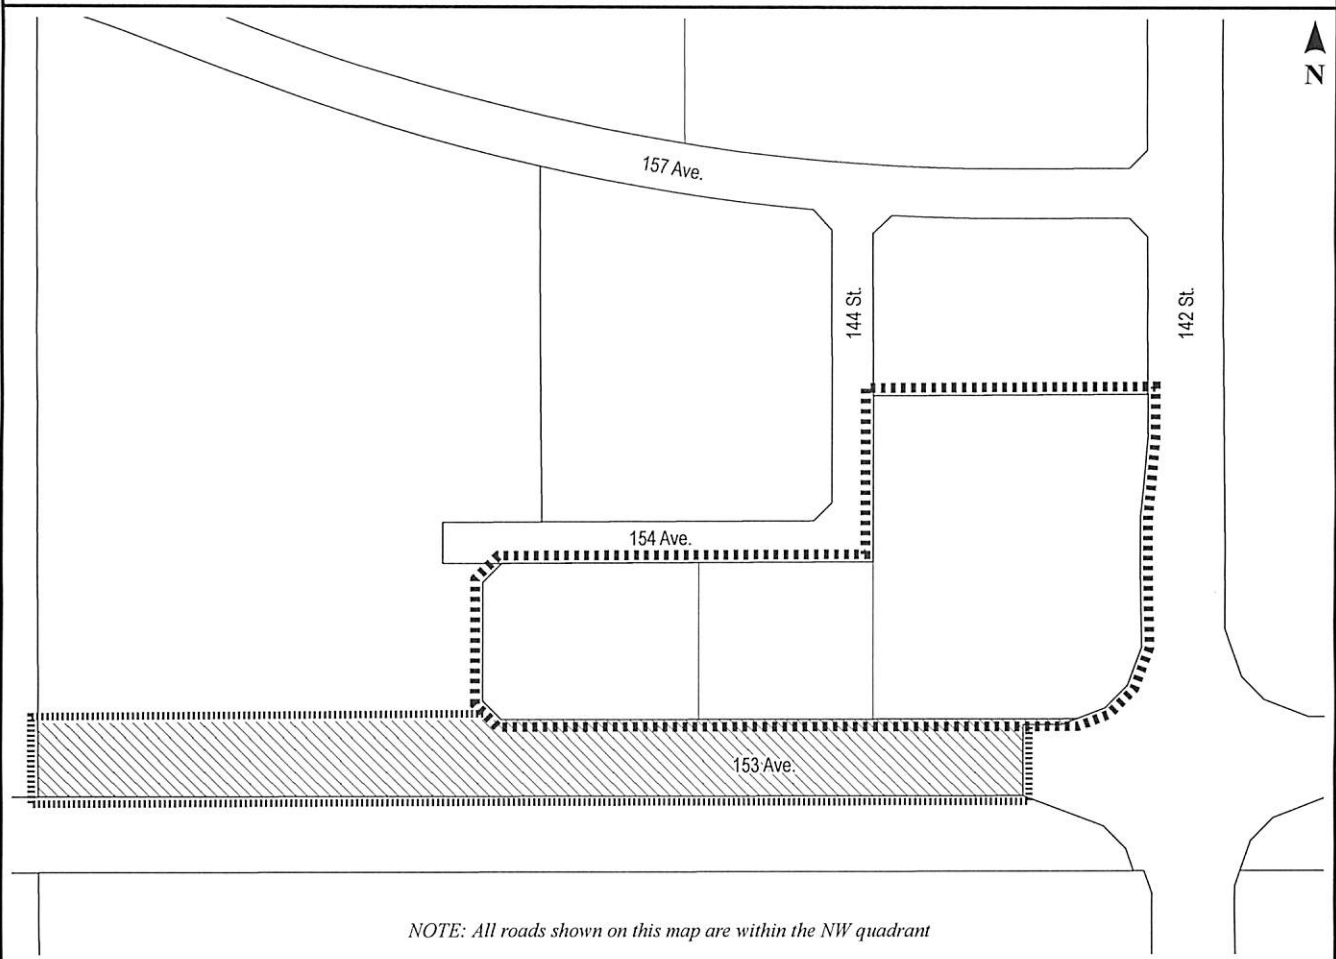 N
157 Ave.
144 St.
142 St.
154 Ave.
153 Ave.
NOTE: All roads shown on this map are within the NW quadrant